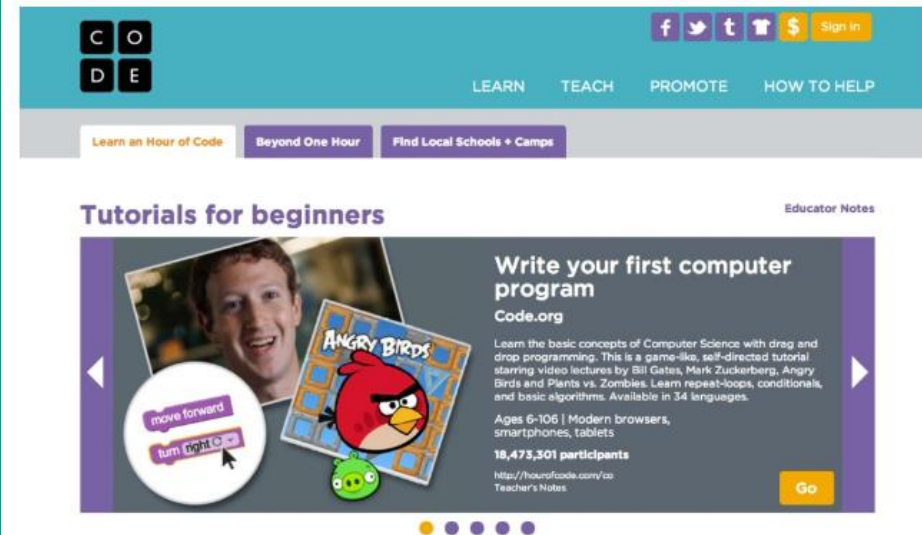 C O
D E
f t $ Sign in
LEARN TEACH PROMOTE HOW TO HELP
Learn an Hour of Code Beyond One Hour Find Local Schools + Camps
Tutorials for beginners
Educator Notes
ANGRY BIRDS
move forward
turn right
Write your first computer
program
Code.org
Learn the basic concepts of Computer Science with drag and
drop programming. This is a game-like, self-directed tutorial
starring video lectures by Bill Gates, Mark Zuckerberg, Angry
Birds and Plants vs. Zombies. Learn repeat-loops, conditionals,
and basic algorithms. Available in 34 languages.
Ages 6-106 | Modern browsers,
smartphones, tablets
18,473,301 participants
http://hourofcode.com/co
Teacher's Notes
Go